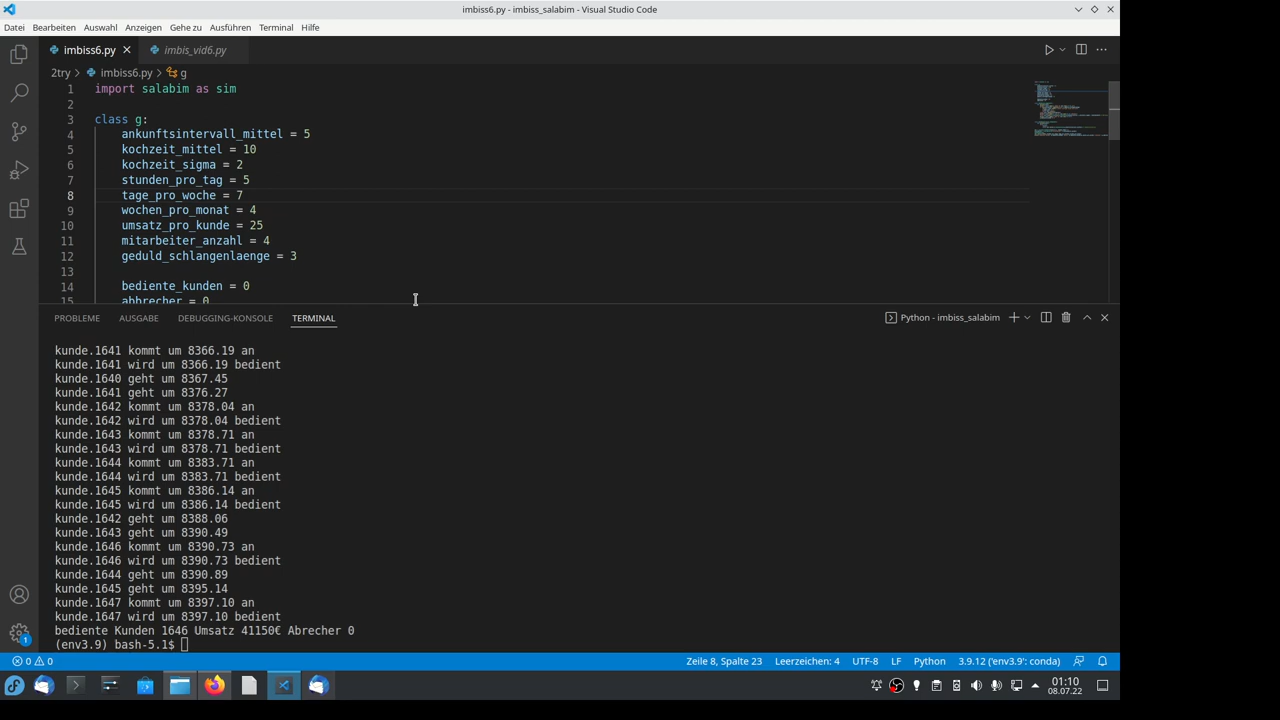 imbiss6.py - imbiss_salabim - Visual Studio Code
Datei Bearbeiten Auswahl Anzeigen Gehe zu Ausführen Terminal Hilfe
imbiss6.py imbis_vid6.py
2try > imbiss6.py > g
1 import salabim as sim
2
3 class g:
4 ankunftsintervall_mittel = 5
5 kochzeit_mittel = 10
6 kochzeit_sigma = 2
7 stunden_pro_tag = 5
8 tage_pro_woche = 7
9 wochen_pro_monat = 4
10 umsatz_pro_kunde = 25
11 mitarbeiter_anzahl = 4
12 geduld_schlangenlaenge = 3
13
14 bediente_kunden = 0
15 abbrecher = 0
PROBLEME AUSGABE DEBUGGING-KONSOLE TERMINAL Python - imbiss_salabim
kunde.1641 kommt um 8366.19 an
kunde.1641 wird um 8366.19 bedient
kunde.1640 geht um 8367.45
kunde.1641 geht um 8376.27
kunde.1642 kommt um 8378.04 an
kunde.1642 wird um 8378.04 bedient
kunde.1643 kommt um 8378.71 an
kunde.1643 wird um 8378.71 bedient
kunde.1644 kommt um 8383.71 an
kunde.1644 wird um 8383.71 bedient
kunde.1645 kommt um 8386.14 an
kunde.1645 wird um 8386.14 bedient
kunde.1642 geht um 8388.06
kunde.1643 geht um 8390.49
kunde.1646 kommt um 8390.73 an
kunde.1646 wird um 8390.73 bedient
kunde.1644 geht um 8390.89
kunde.1645 geht um 8395.14
kunde.1647 kommt um 8397.10 an
kunde.1647 wird um 8397.10 bedient
bediente Kunden 1646 Umsatz 41150€ Abrecher 0
(env3.9) bash-5.1$
0 0 Zeile 8, Spalte 23 Leerzeichen: 4 UTF-8 LF Python 3.9.12 ('env3.9': conda)
01:10
08.07.22